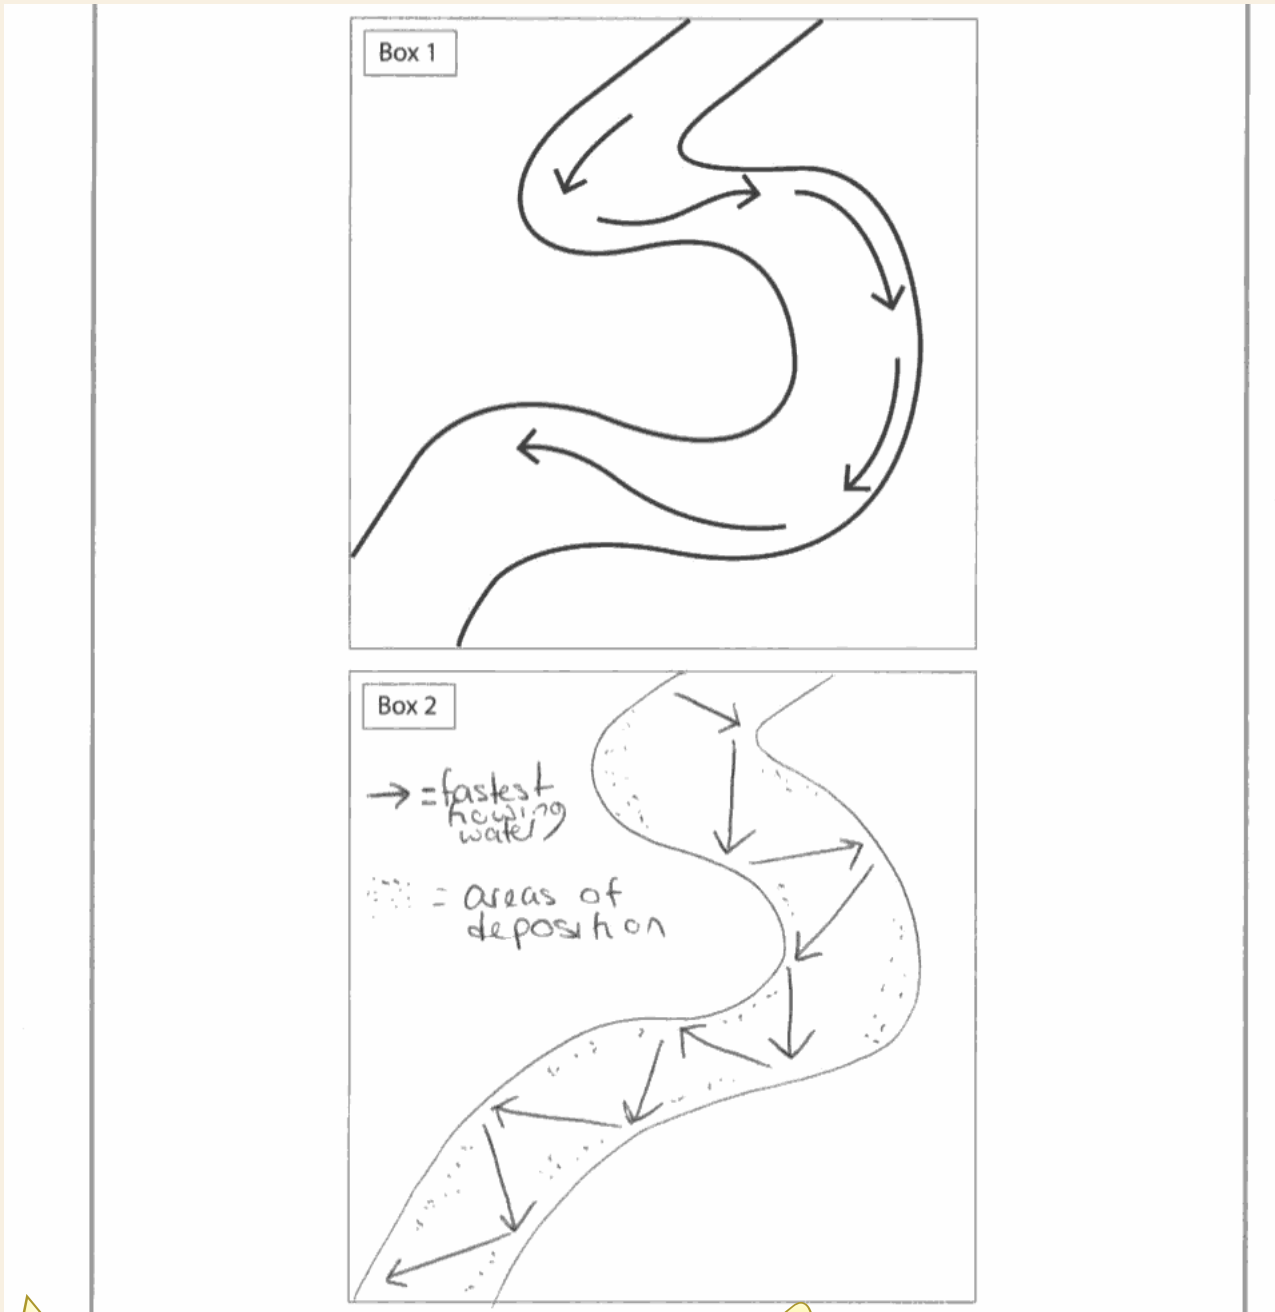 Box 1
Box 2
→ = fastest
flowing
water
= areas of
deposition